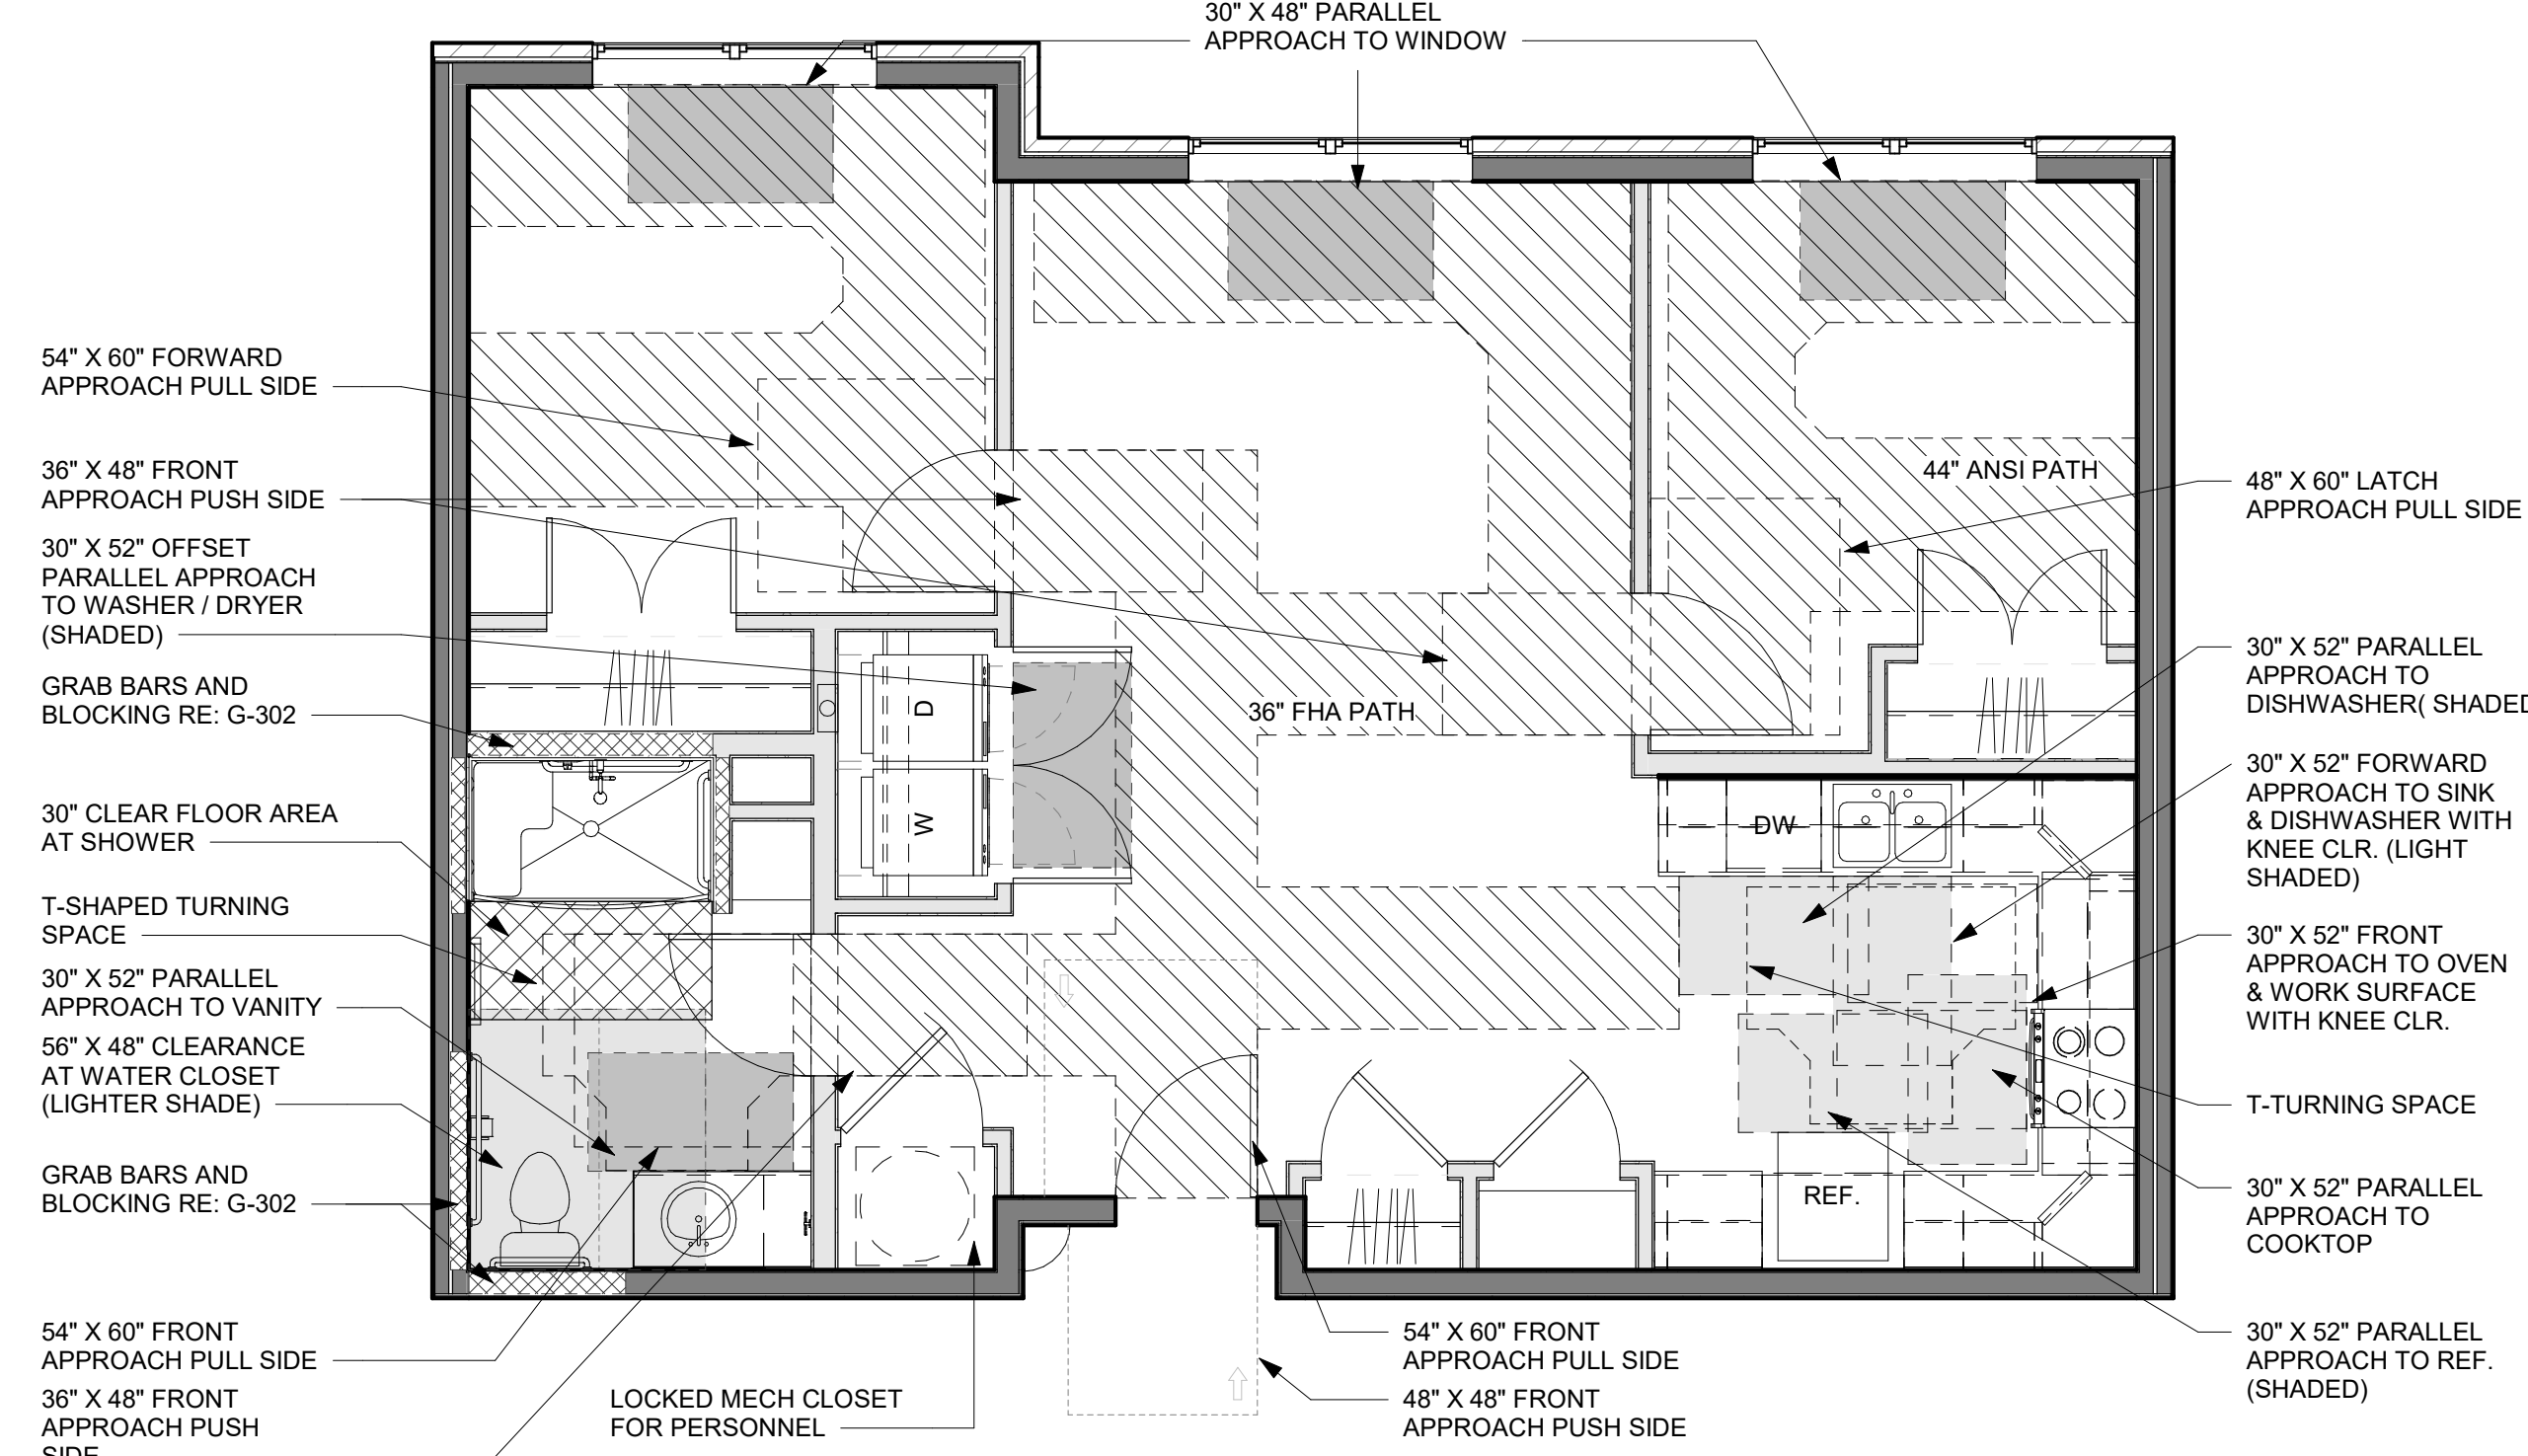 30" X 48" PARALLEL
APPROACH TO WINDOW
54" X 60" FORWARD
APPROACH PULL SIDE
36" X 48" FRONT
APPROACH PUSH SIDE
30" X 52" OFFSET
PARALLEL APPROACH
TO WASHER / DRYER
(SHADED)
GRAB BARS AND
BLOCKING RE: G-302
30" CLEAR FLOOR AREA
AT SHOWER
T-SHAPED TURNING
SPACE
30" X 52" PARALLEL
APPROACH TO VANITY
56" X 48" CLEARANCE
AT WATER CLOSET
(LIGHTER SHADE)
GRAB BARS AND
BLOCKING RE: G-302
54" X 60" FRONT
APPROACH PULL SIDE
36" X 48" FRONT
APPROACH PUSH
SIDE
LOCKED MECH CLOSET
FOR PERSONNEL
D
W
36" FHA PATH
44" ANSI PATH
DW
REF.
54" X 60" FRONT
APPROACH PULL SIDE
48" X 48" FRONT
APPROACH PUSH SIDE
48" X 60" LATCH
APPROACH PULL SIDE
30" X 52" PARALLEL
APPROACH TO
DISHWASHER( SHADED
30" X 52" FORWARD
APPROACH TO SINK
& DISHWASHER WITH
KNEE CLR. (LIGHT
SHADED)
30" X 52" FRONT
APPROACH TO OVEN
& WORK SURFACE
WITH KNEE CLR.
T-TURNING SPACE
30" X 52" PARALLEL
APPROACH TO
COOKTOP
30" X 52" PARALLEL
APPROACH TO REF.
(SHADED)